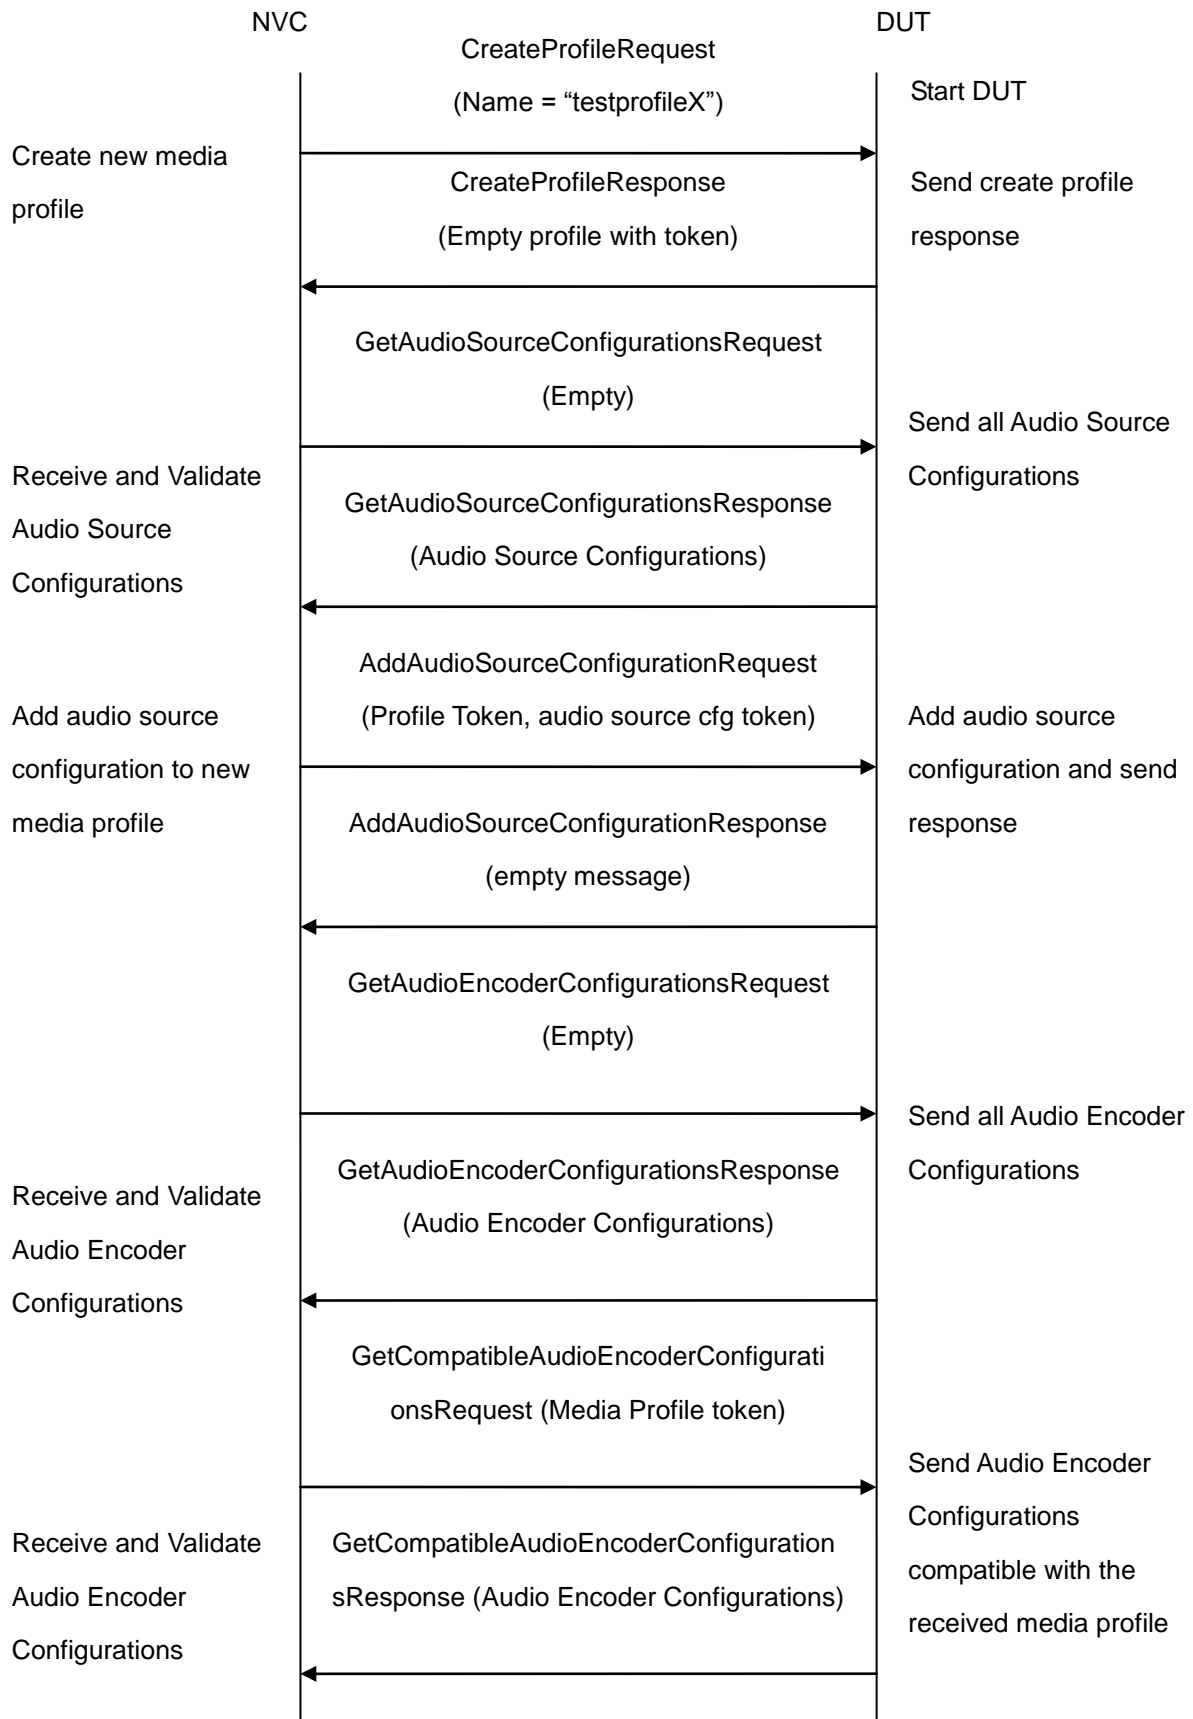 NVC
DUT
CreateProfileRequest
(Name = “testprofileX”)
Start DUT
Create new media
profile
CreateProfileResponse
(Empty profile with token)
Send create profile
response
GetAudioSourceConfigurationsRequest
(Empty)
Send all Audio Source
Configurations
Receive and Validate
Audio Source
Configurations
GetAudioSourceConfigurationsResponse
(Audio Source Configurations)
AddAudioSourceConfigurationRequest
(Profile Token, audio source cfg token)
Add audio source
configuration to new
media profile
Add audio source
configuration and send
response
AddAudioSourceConfigurationResponse
(empty message)
GetAudioEncoderConfigurationsRequest
(Empty)
Send all Audio Encoder
Configurations
GetAudioEncoderConfigurationsResponse
(Audio Encoder Configurations)
Receive and Validate
Audio Encoder
Configurations
GetCompatibleAudioEncoderConfigurati
onsRequest (Media Profile token)
Send Audio Encoder
Configurations
compatible with the
received media profile
Receive and Validate
Audio Encoder
Configurations
GetCompatibleAudioEncoderConfiguration
sResponse (Audio Encoder Configurations)